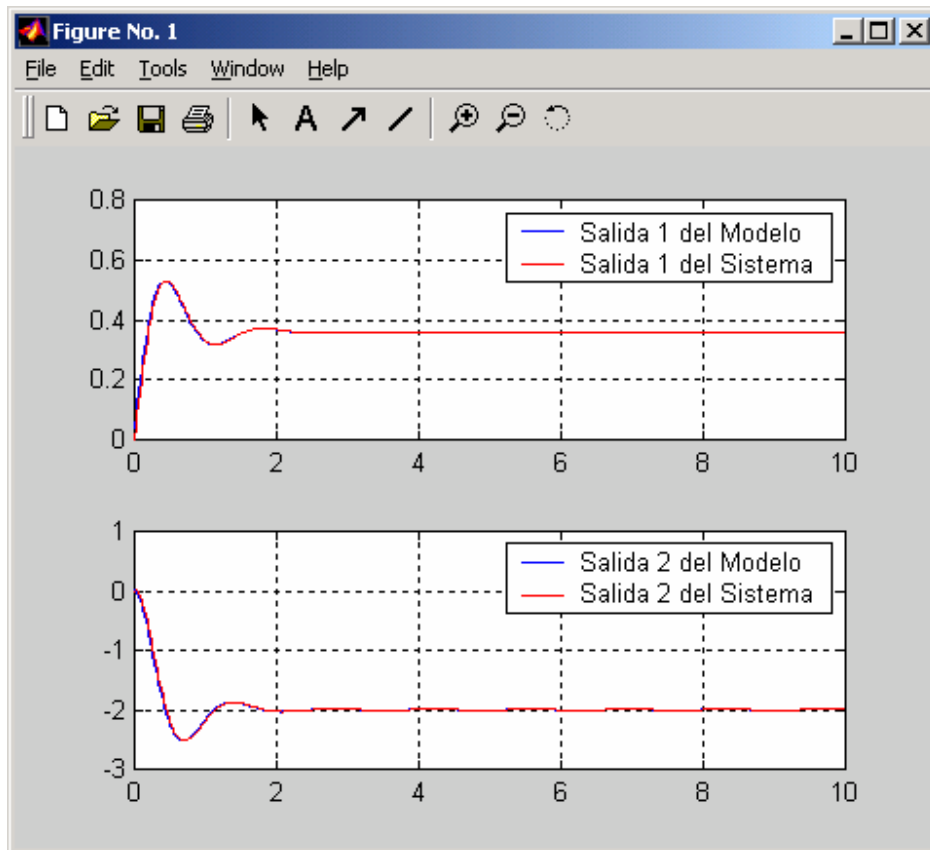 Figure No. 1
File Edit Tools Window Help
A
0.8
0.6
0.4
0.2
0
0 2 4 6 8 10
Salida 1 del Modelo
Salida 1 del Sistema
1
0
-1
-2
-3
0 2 4 6 8 10
Salida 2 del Modelo
Salida 2 del Sistema